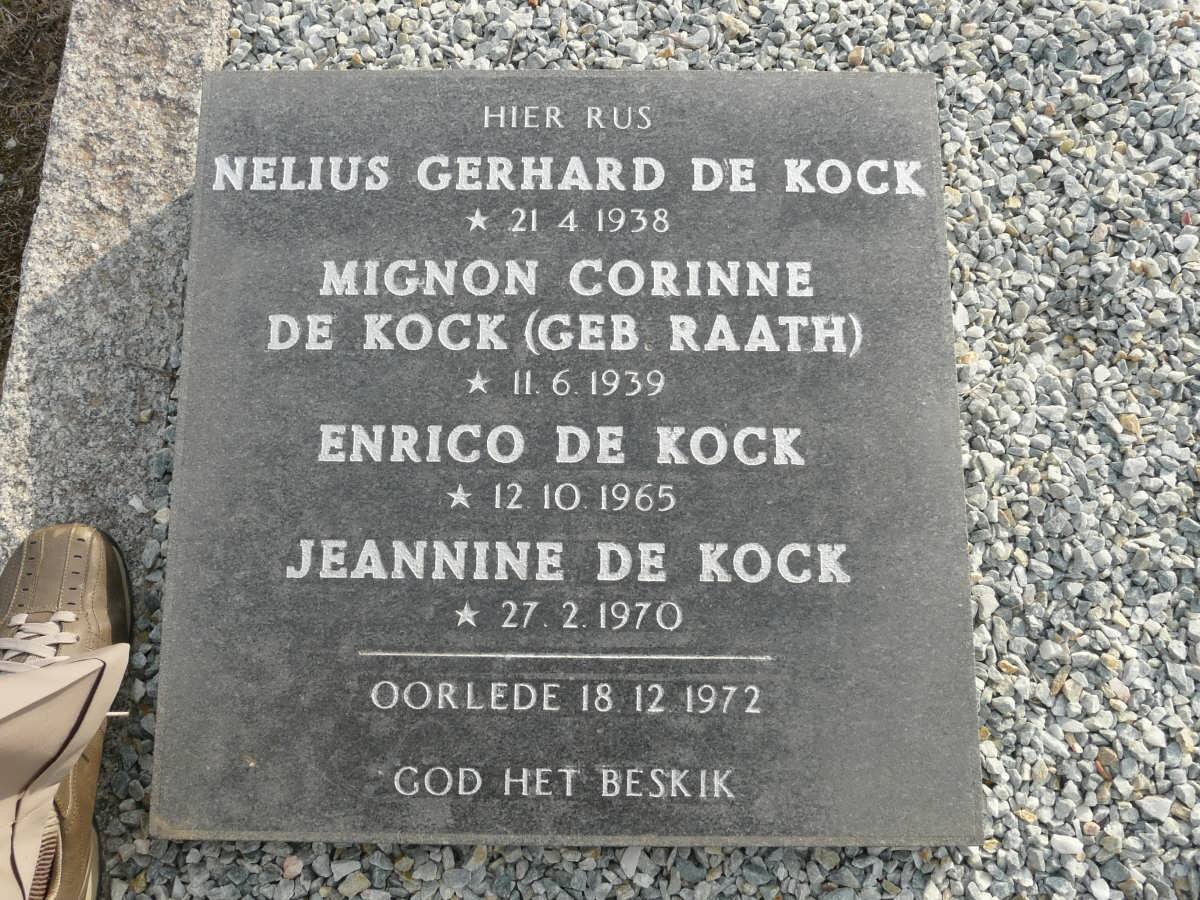 HIER RUS
NELIUS GERHARD DE KOCK
★ 21 4 1938
MIGNON CORINNE
DE KOCK (GEB. RAATH)
★ 11. 6. 1939
ENRICO DE KOCK
★ 12 10. 1965
JEANNINE DE KOCK
★ 27. 2. 1970
OORLEDE 18 12 1972
GOD HET BESKIK